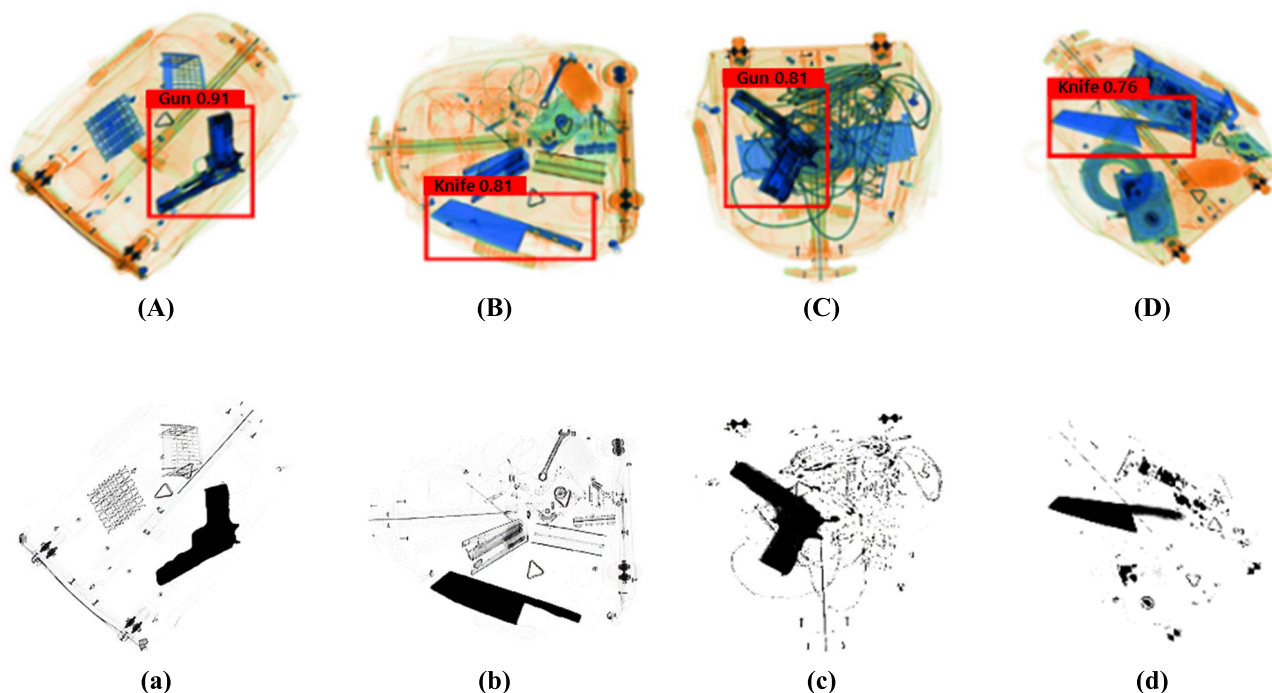 Gun 0.91
Knife 0.81
Gun 0.81
Knife 0.76
(A)
(B)
(C)
(D)
(a)
(b)
(c)
(d)